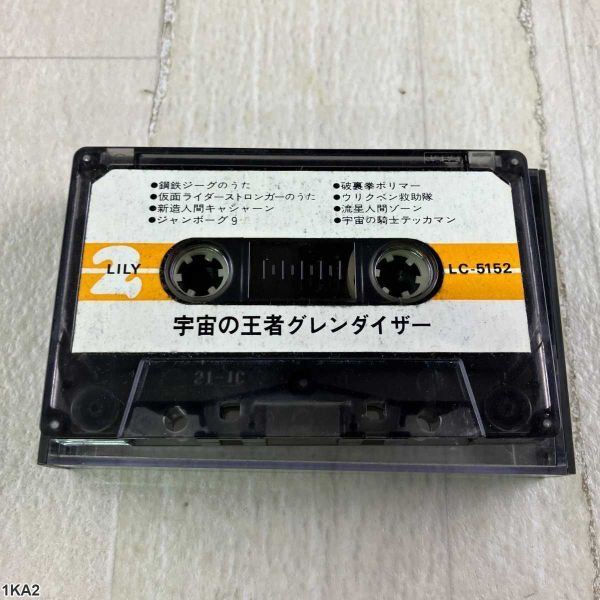 ●鋼鉄ジーグのうた
●仮面ライダーストロンガーのうた
●新造人間キャシャーン
●ジャンボーグ9
●破裏拳ポリマー
●ウリクペン救助隊
●流星人間ゾーン
●宇宙の騎士テッカマン
2
LILY
LC-5152
宇宙の王者グレンダイザー
1KA2